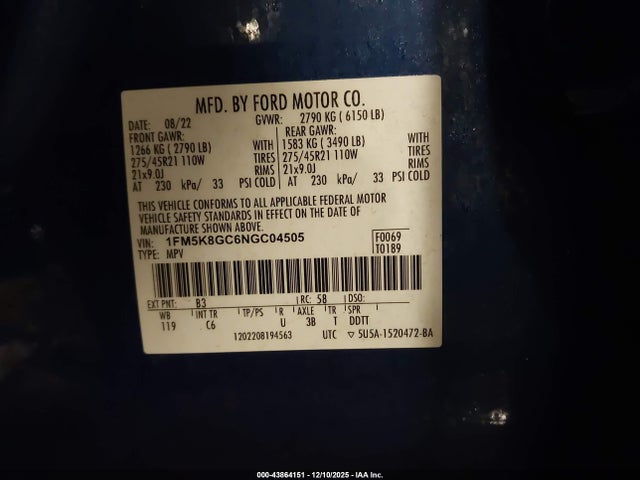 MFD. BY FORD MOTOR CO.
DATE: 08/22 GVWR: 2790 KG ( 6150 LB)
FRONT GAWR: REAR GAWR:
1266 KG ( 2790 LB) WITH 1583 KG ( 3490 LB) WITH
275/45R21 110W TIRES 275/45R21 110W TIRES
21x9.0J RIMS 21x9.0J RIMS
AT 230 kPa/ 33 PSI COLD AT 230 kPa/ 33 PSI COLD
THIS VEHICLE CONFORMS TO ALL APPLICABLE FEDERAL MOTOR
VEHICLE SAFETY STANDARDS IN EFFECT ON THE DATE OF
MANUFACTURE SHOWN ABOVE.
VIN: 1FM5K8GC6NGC04505 F0069
TYPE: MPV T0189
EXT PNT: B3 RC: 58 DSO:
WB INT TR TP/PS R AXLE TR SPR
119 C6 U 3B T DDTT
1202208194563 UTC ▽ 5U5A-1520472-BA
000-43864151 - 12/10/2025 - IAA Inc.